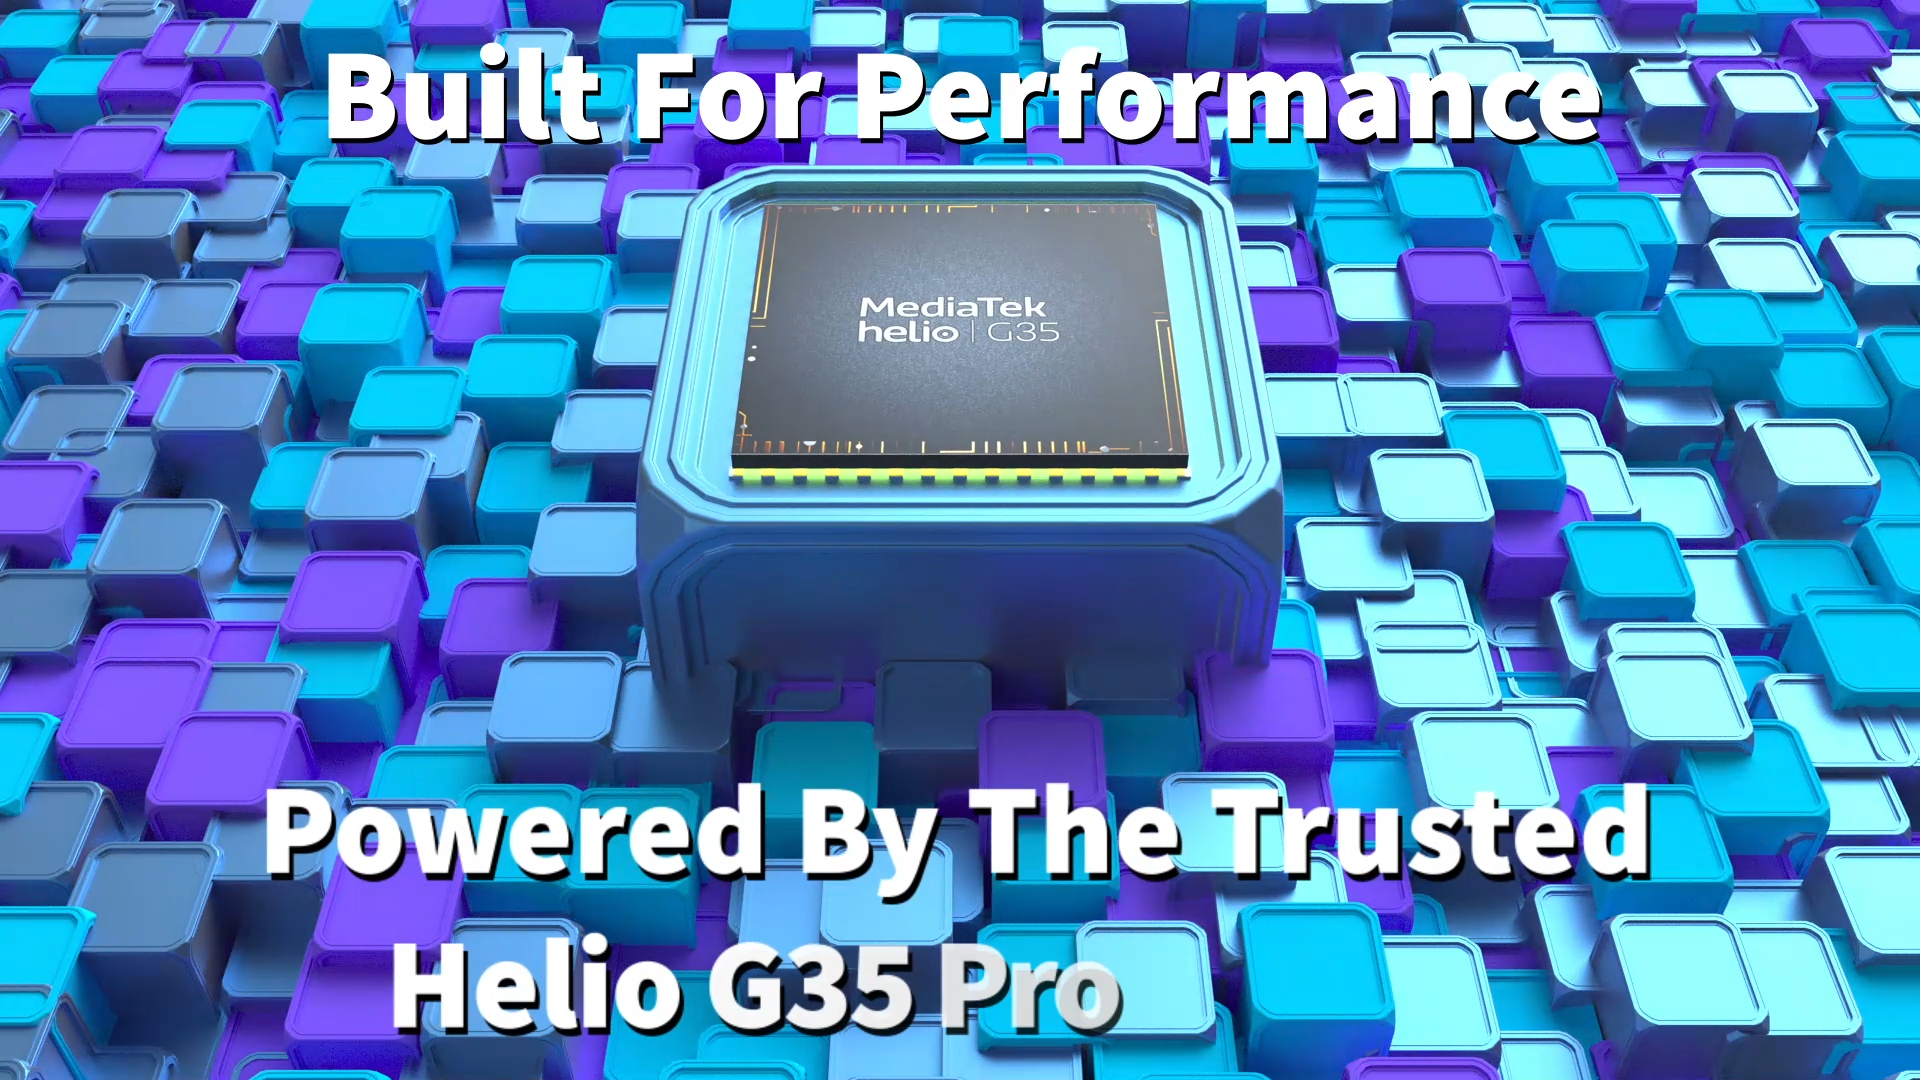 Built For Performance
MediaTek
helio | G35
Powered By The Trusted
Helio G35 Pro